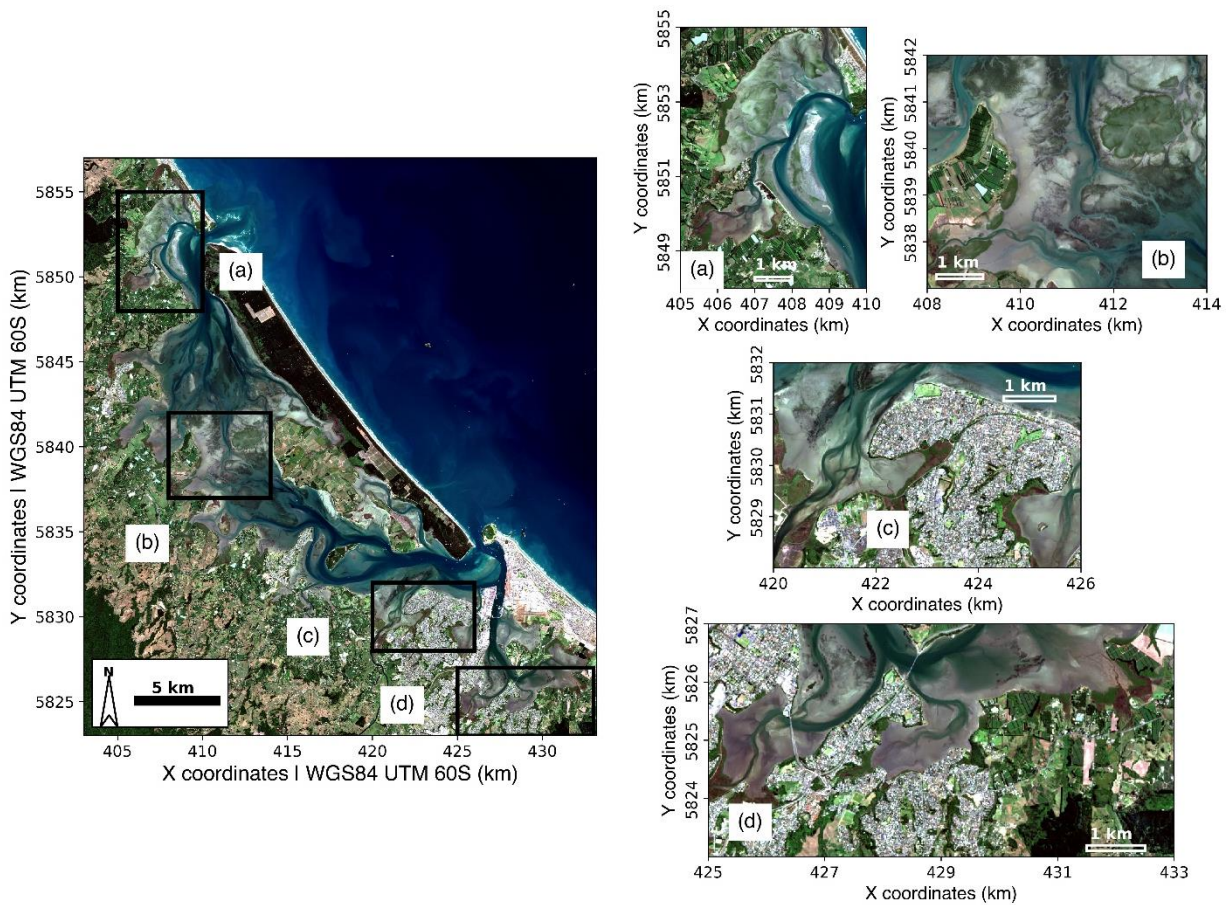 5855
5850
5845
5840
5835
5830
5825
Y coordinates | WGS84 UTM 60S (km)
(a)
(b)
(c)
(d)
N
5 km
405 410 415 420 425 430
X coordinates | WGS84 UTM 60S (km)
5855
5853
5851
5849
Y coordinates (km)
(a)
1 km
405 406 407 408 409 410
X coordinates (km)
5842
5841
5840
5839
5838
Y coordinates (km)
(b)
1 km
408 410 412 414
X coordinates (km)
5832
5831
5830
5829
Y coordinates (km)
1 km
(c)
420 422 424 426
X coordinates (km)
5827
5826
5825
5824
Y coordinates (km)
(d)
1 km
425 427 429 431 433
X coordinates (km)